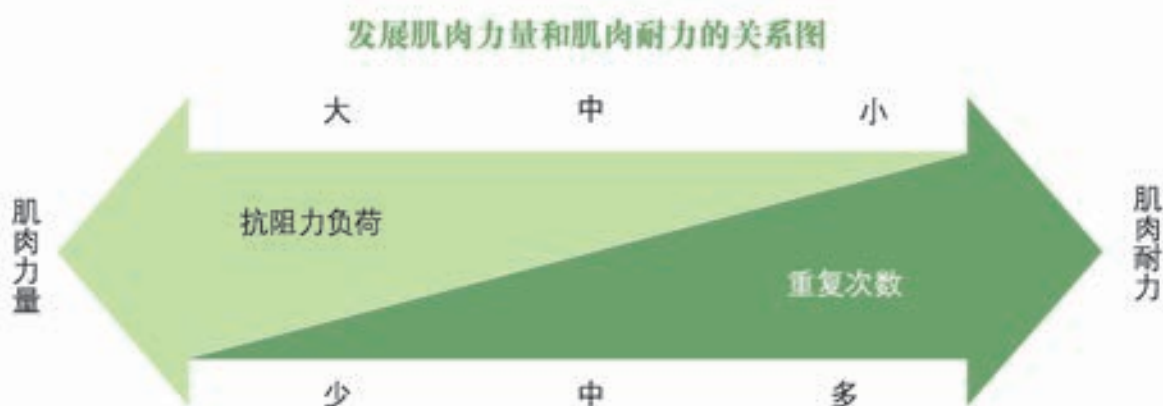 发展肌肉力量和肌肉耐力的关系图
大 中 小
肌肉力量
抗阻力负荷
重复次数
肌肉耐力
少 中 多